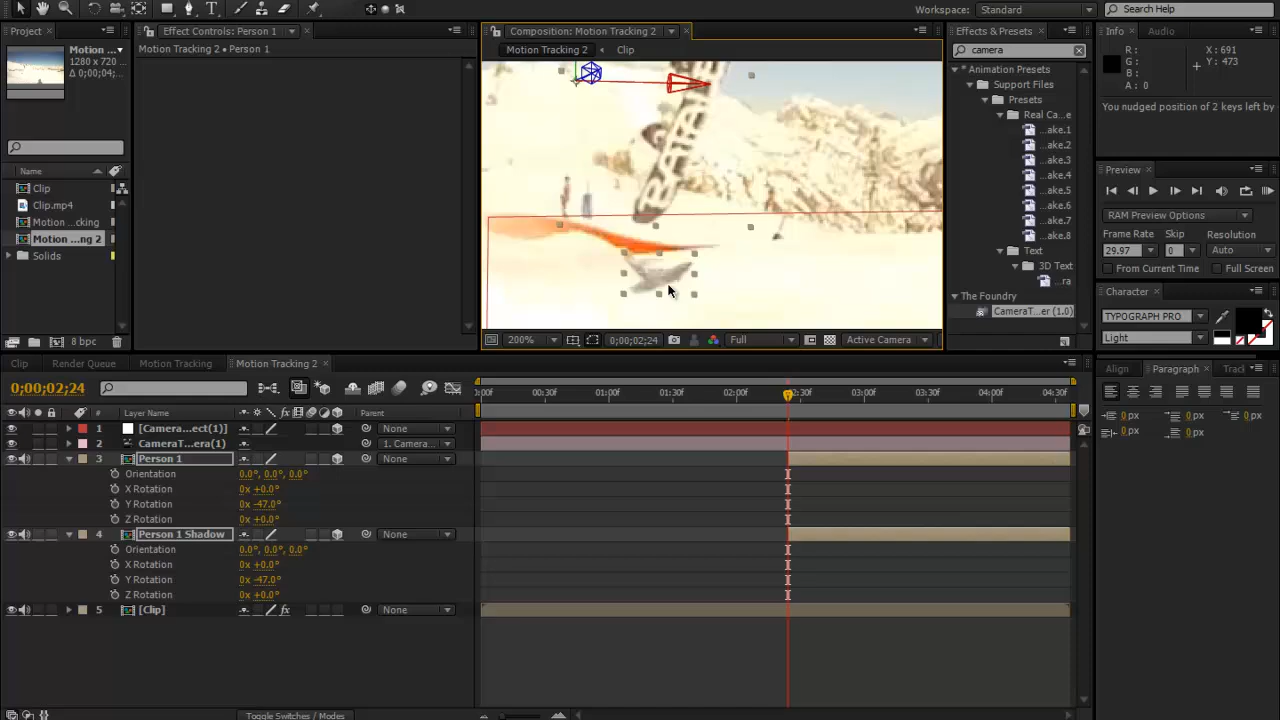 Workspace: Standard
Search Help
Project
Effect Controls: Person 1
Composition: Motion Tracking 2
Effects & Presets
Info
Audio
Motion ...
1280 x 720 ...
Δ 0;00;04; ...
Motion Tracking 2 • Person 1
Motion Tracking 2
Clip
camera
R :
G :
B :
A : 0
X : 691
Y : 473
You nudged position of 2 keys left by
Animation Presets
Support Files
Presets
Real Ca...e
...ake.1
...ake.2
...ake.3
...ake.4
...ake.5
...ake.6
...ake.7
...ake.8
Text
3D Text
...ra
The Foundry
CameraT...er (1.0)
Name
Clip
Clip.mp4
Motion ...cking
Motion ...ng 2
Solids
8 bpc
Preview
RAM Preview Options
Frame Rate
Skip
Resolution
29.97
0
Auto
From Current Time
Full Screen
Character
TYPOGRAPH PRO
Light
200%
0;00;02;24
Full
Active Camera
Clip
Render Queue
Motion Tracking
Motion Tracking 2
Align
Paragraph
Track
0 px
0 px
0 px
0 px
0 px
0;00;02;24
:00f
00:30f
01:00f
01:30f
02:00f
02:30f
03:00f
03:30f
04:00f
04:30f
#
Layer Name
Parent
1
[Camera...ect(1)]
None
2
CameraT...era(1)
1. Camera...
3
Person 1
None
Orientation
0.0°, 0.0°, 0.0°
X Rotation
0x +0.0°
Y Rotation
0x -47.0°
Z Rotation
0x +0.0°
4
Person 1 Shadow
None
Orientation
0.0°, 0.0°, 0.0°
X Rotation
0x +0.0°
Y Rotation
0x -47.0°
Z Rotation
0x +0.0°
5
[Clip]
None
Toggle Switches / Modes